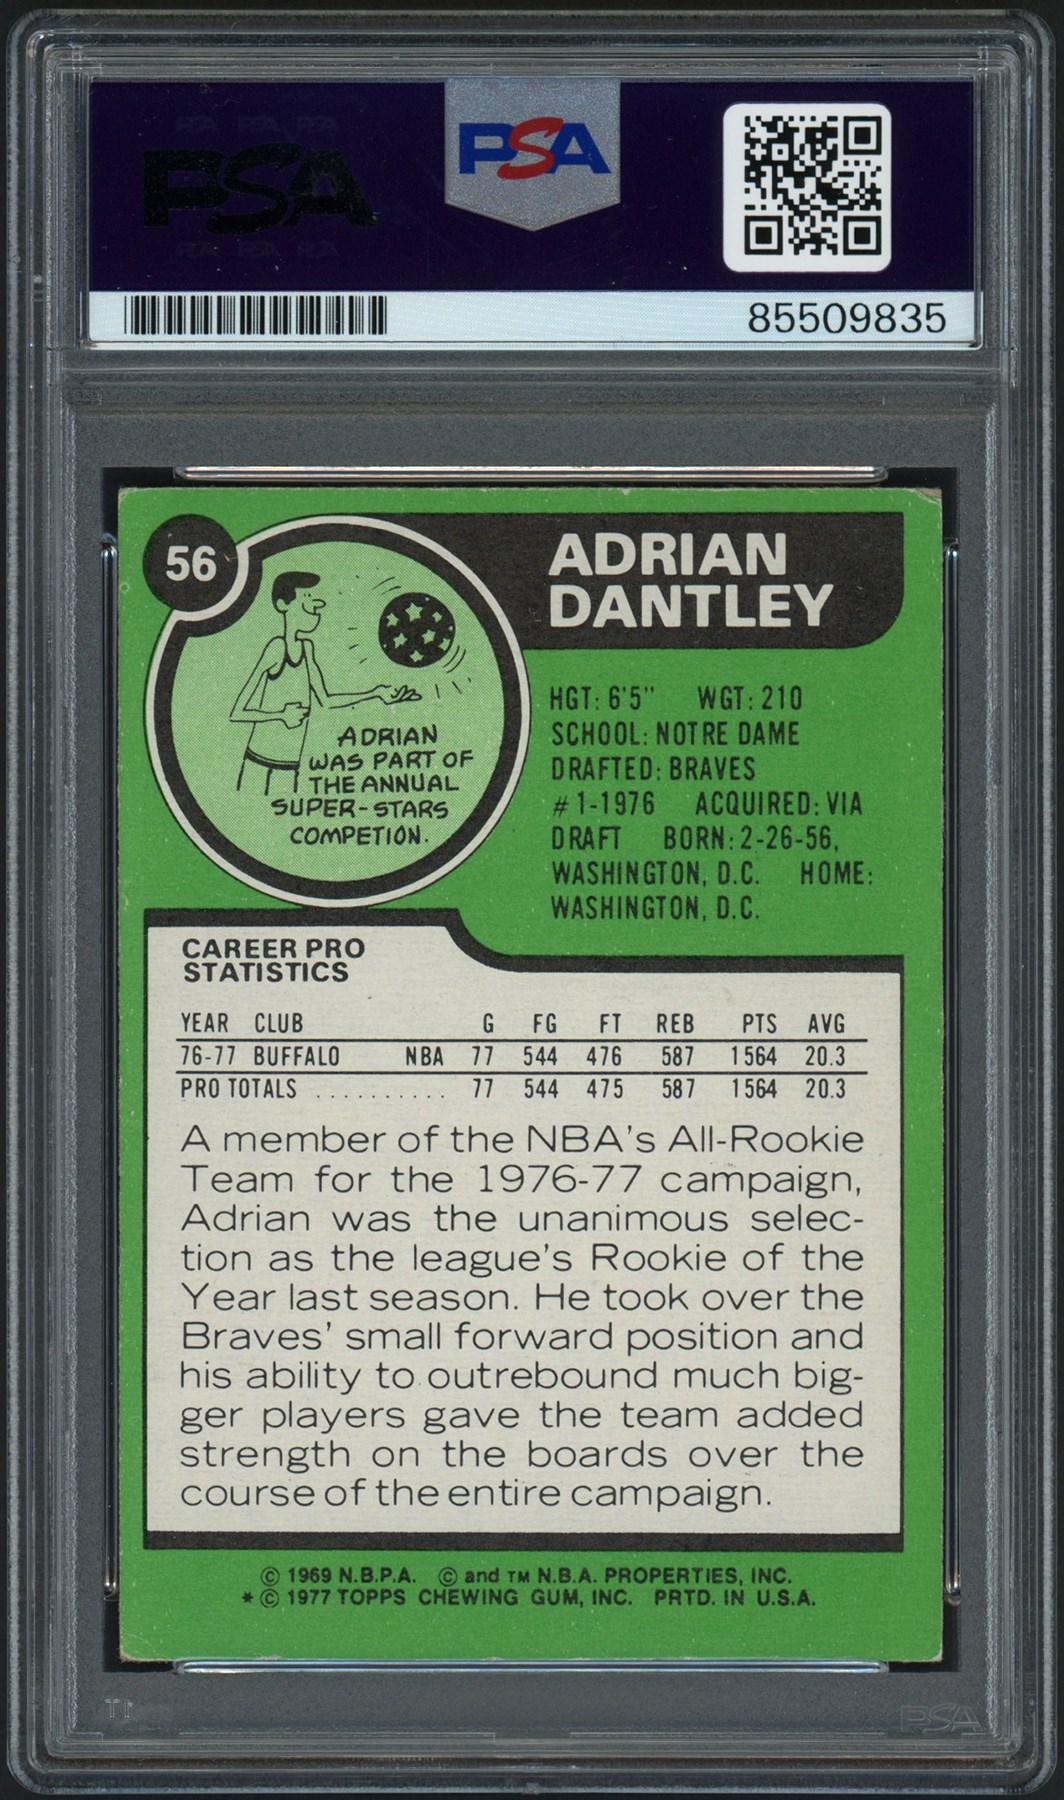 PSA PSA PSA
PSA
PSA PSA PSA
PSA
85509835
56
ADRIAN
DANTLEY
ADRIAN
WAS PART OF
THE ANNUAL
SUPER-STARS
COMPETION.
HGT: 6'5" WGT: 210
SCHOOL: NOTRE DAME
DRAFTED: BRAVES
#1-1976 ACQUIRED: VIA
DRAFT BORN: 2-26-56,
WASHINGTON, D.C. HOME:
WASHINGTON, D.C.
CAREER PRO
STATISTICS
YEAR CLUB G FG FT REB PTS AVG
76-77 BUFFALO NBA 77 544 476 587 1564 20.3
PRO TOTALS .......... 77 544 475 587 1564 20.3
A member of the NBA's All-Rookie
Team for the 1976-77 campaign,
Adrian was the unanimous selec-
tion as the league's Rookie of the
Year last season. He took over the
Braves' small forward position and
his ability to outrebound much big-
ger players gave the team added
strength on the boards over the
course of the entire campaign.
© 1969 N.B.P.A. © and TM N.B.A. PROPERTIES, INC.
* © 1977 TOPPS CHEWING GUM, INC. PRTD. IN U.S.A.
PSA